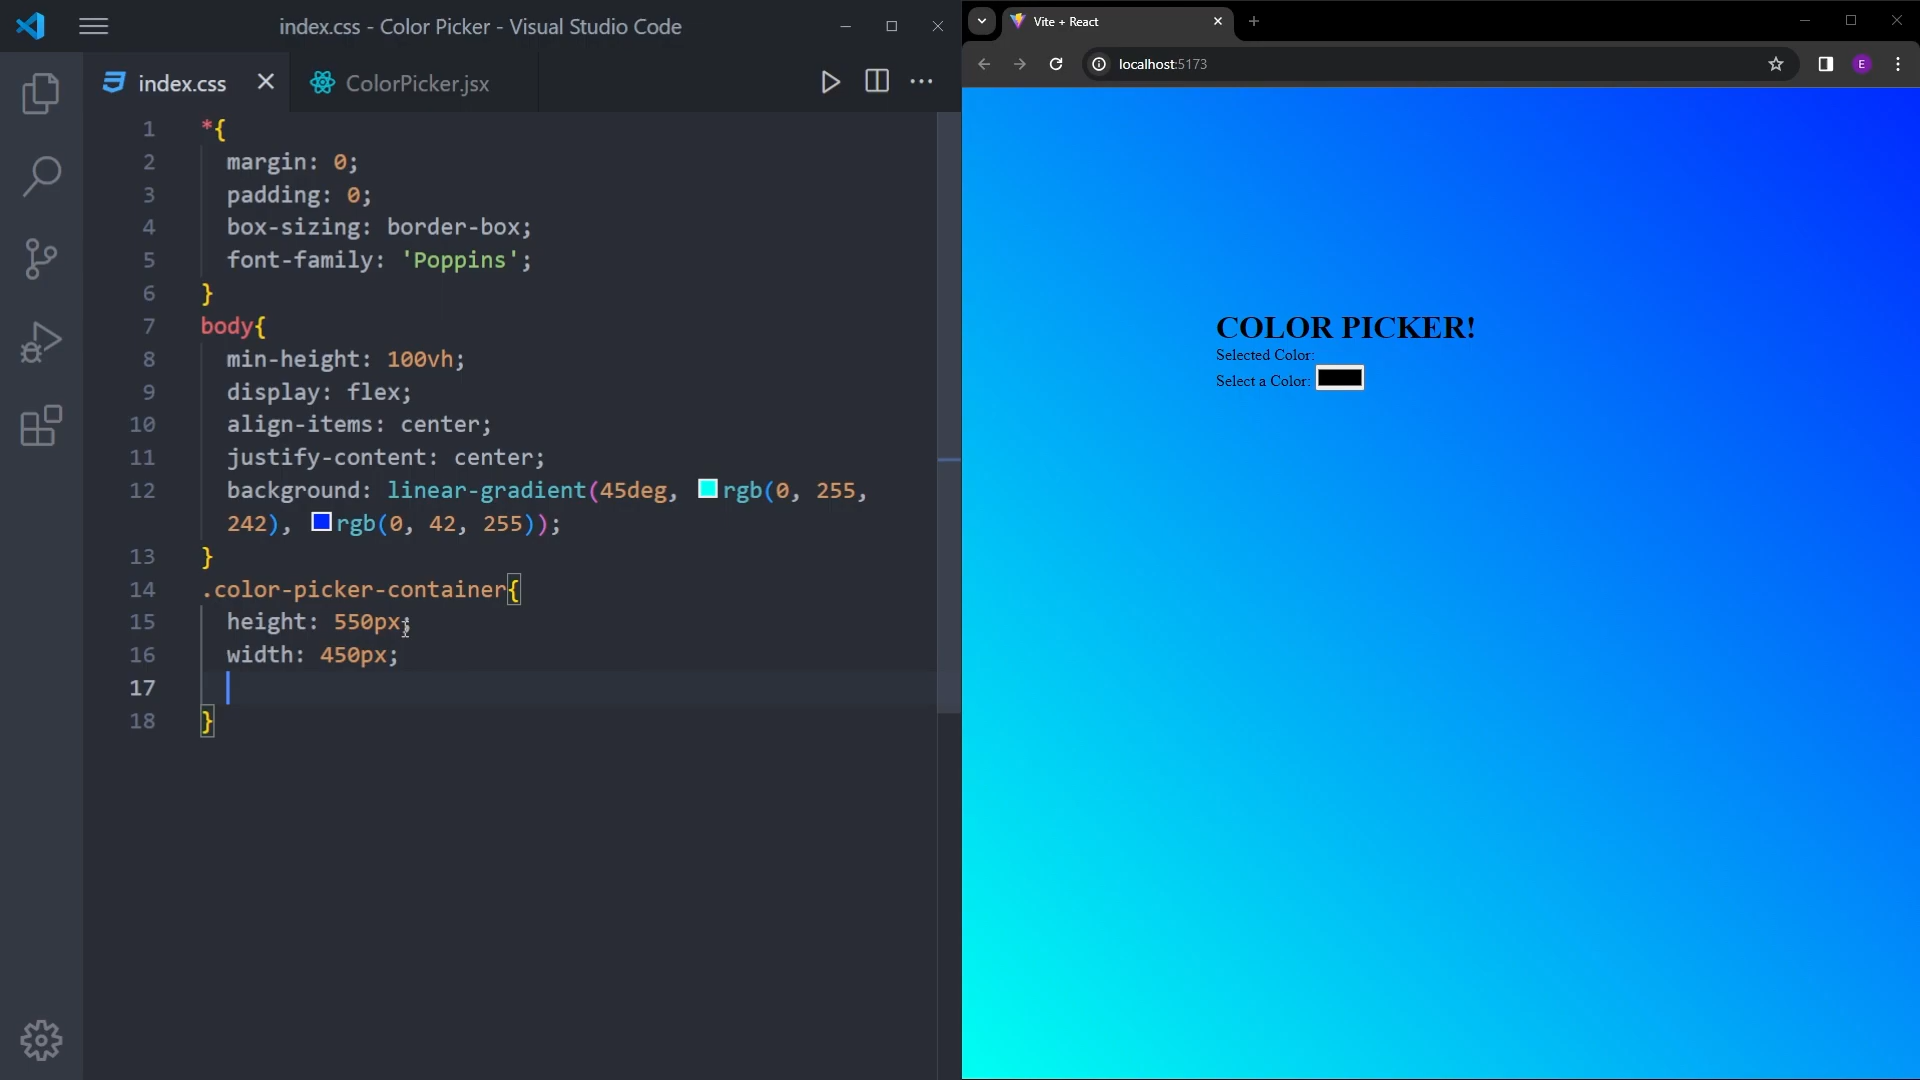 index.css - Color Picker - Visual Studio Code
index.css
ColorPicker.jsx
1 *{
2 margin: 0;
3 padding: 0;
4 box-sizing: border-box;
5 font-family: 'Poppins';
6 }
7 body{
8 min-height: 100vh;
9 display: flex;
10 align-items: center;
11 justify-content: center;
12 background: linear-gradient(45deg, rgb(0, 255,
242), rgb(0, 42, 255));
13 }
14 .color-picker-container{
15 height: 550px;
16 width: 450px;
17
18 }
Vite + React
localhost:5173
E
COLOR PICKER!
Selected Color:
Select a Color: